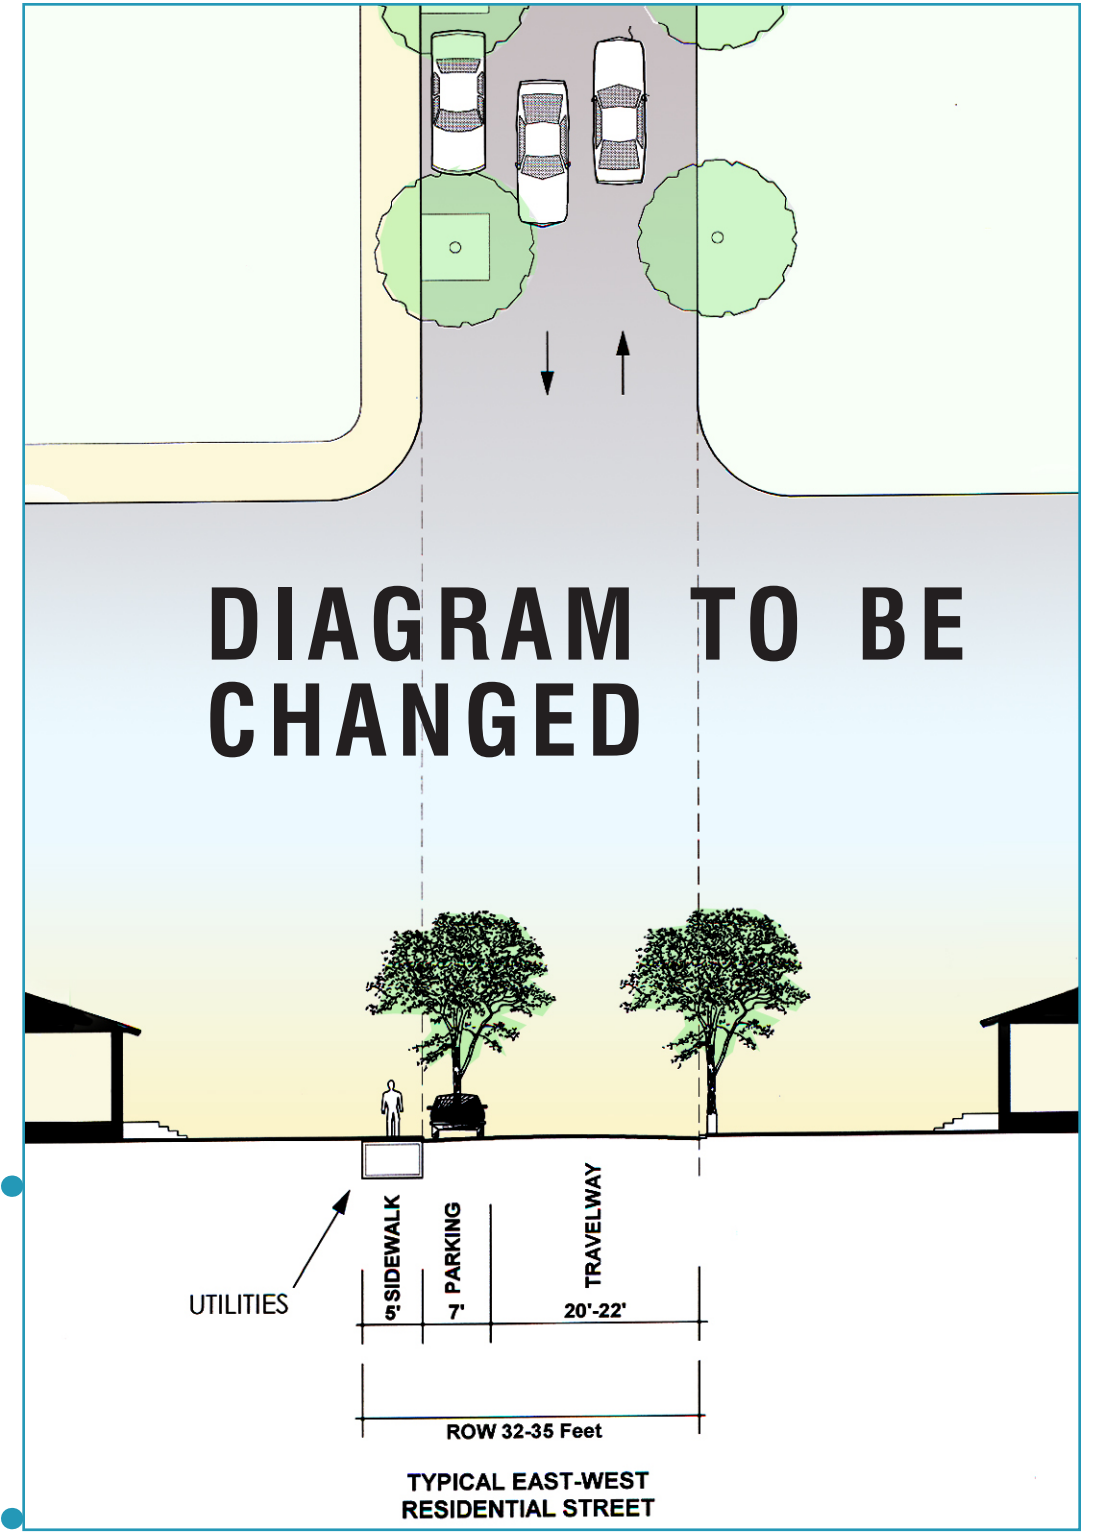 DIAGRAM TO BE
CHANGED
SIDEWALK
PARKING
TRAVELWAY
UTILITIES
5'
7'
20'-22'
ROW 32-35 Feet
TYPICAL EAST-WEST
RESIDENTIAL STREET